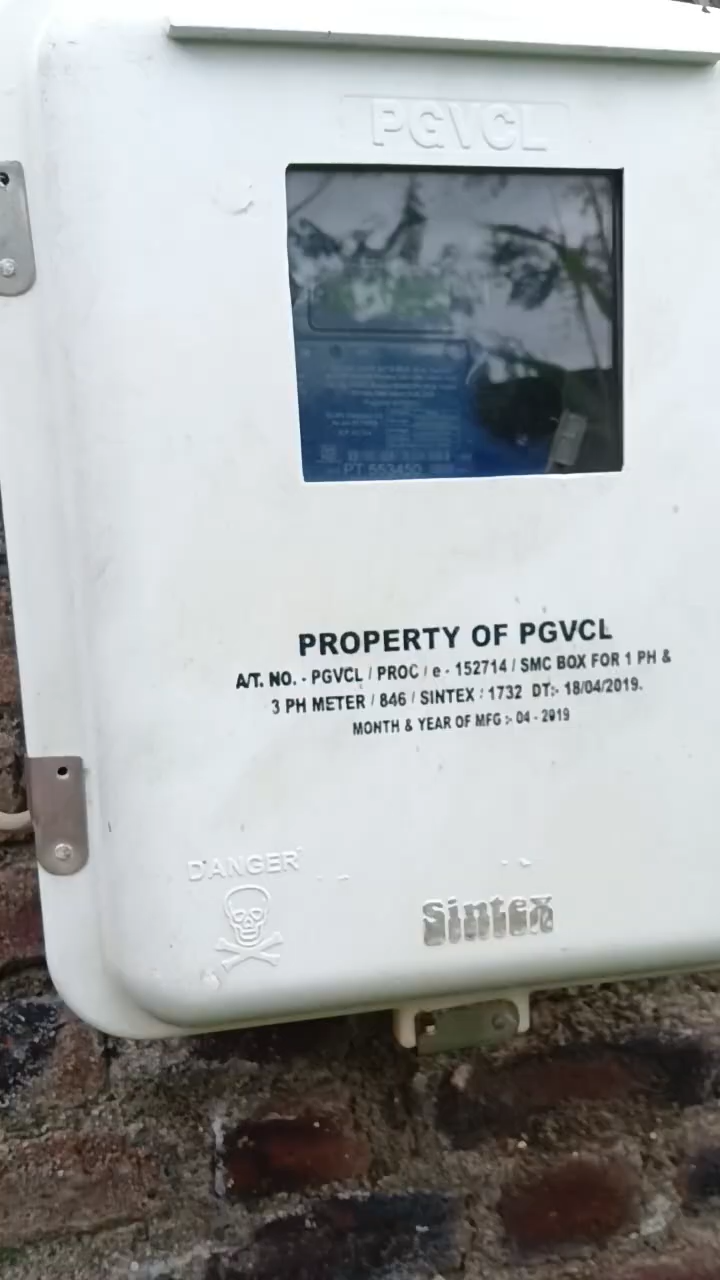 PGVCL
PT 553450
PROPERTY OF PGVCL
A/T. NO. - PGVCL / PROC / e - 152714 / SMC BOX FOR 1 PH &
3 PH METER / 846 / SINTEX : 1732 DT:- 18/04/2019.
MONTH & YEAR OF MFG :- 04 - 2019
DANGER
Sintex